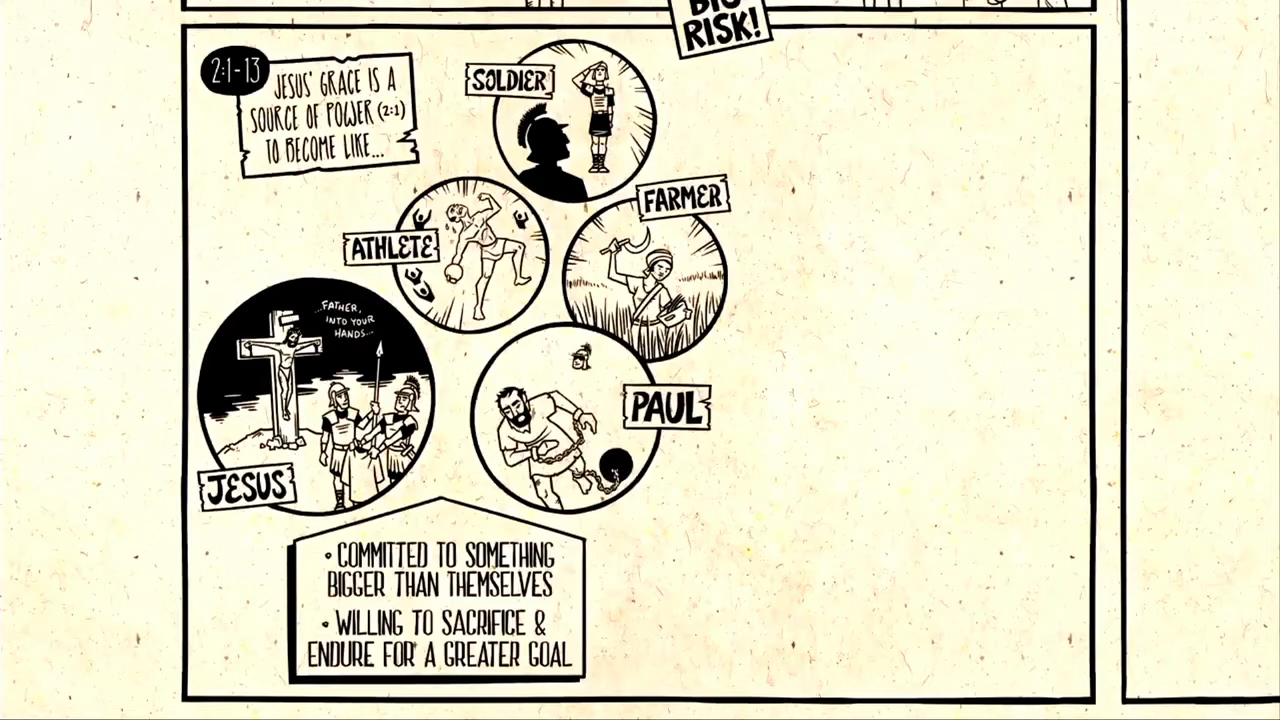 RISK!
2:1-13
JESUS' GRACE IS A
SOURCE OF POWER (2:1)
TO BECOME LIKE...
SOLDIER
FARMER
ATHLETE
...FATHER,
INTO YOUR
HANDS...
PAUL
JESUS
• COMMITTED TO SOMETHING
BIGGER THAN THEMSELVES
• WILLING TO SACRIFICE &
ENDURE FOR A GREATER GOAL